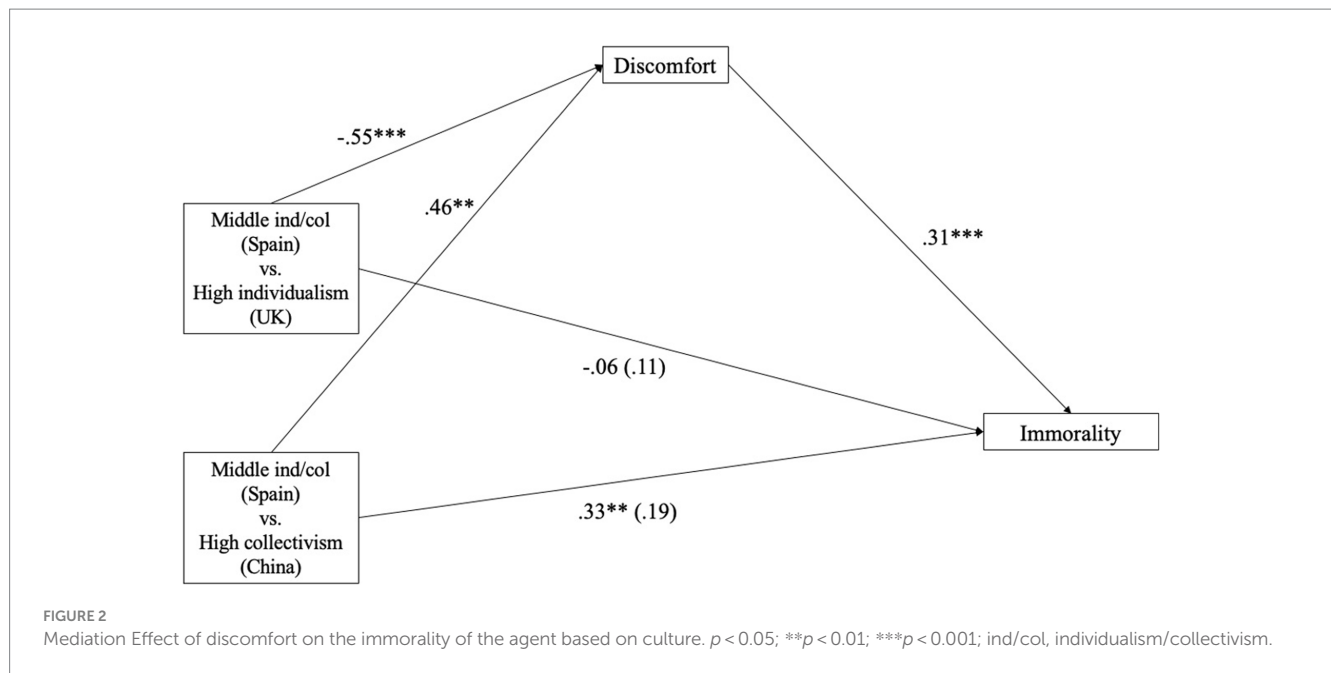 Discomfort
-.55***
.46**
.31***
Middle ind/col
(Spain)
vs.
High individualism
(UK)
-.06 (.11)
Immorality
Middle ind/col
(Spain)
vs.
High collectivism
(China)
.33** (.19)
FIGURE 2
Mediation Effect of discomfort on the immorality of the agent based on culture. p < 0.05; **p < 0.01; ***p < 0.001; ind/col, individualism/collectivism.